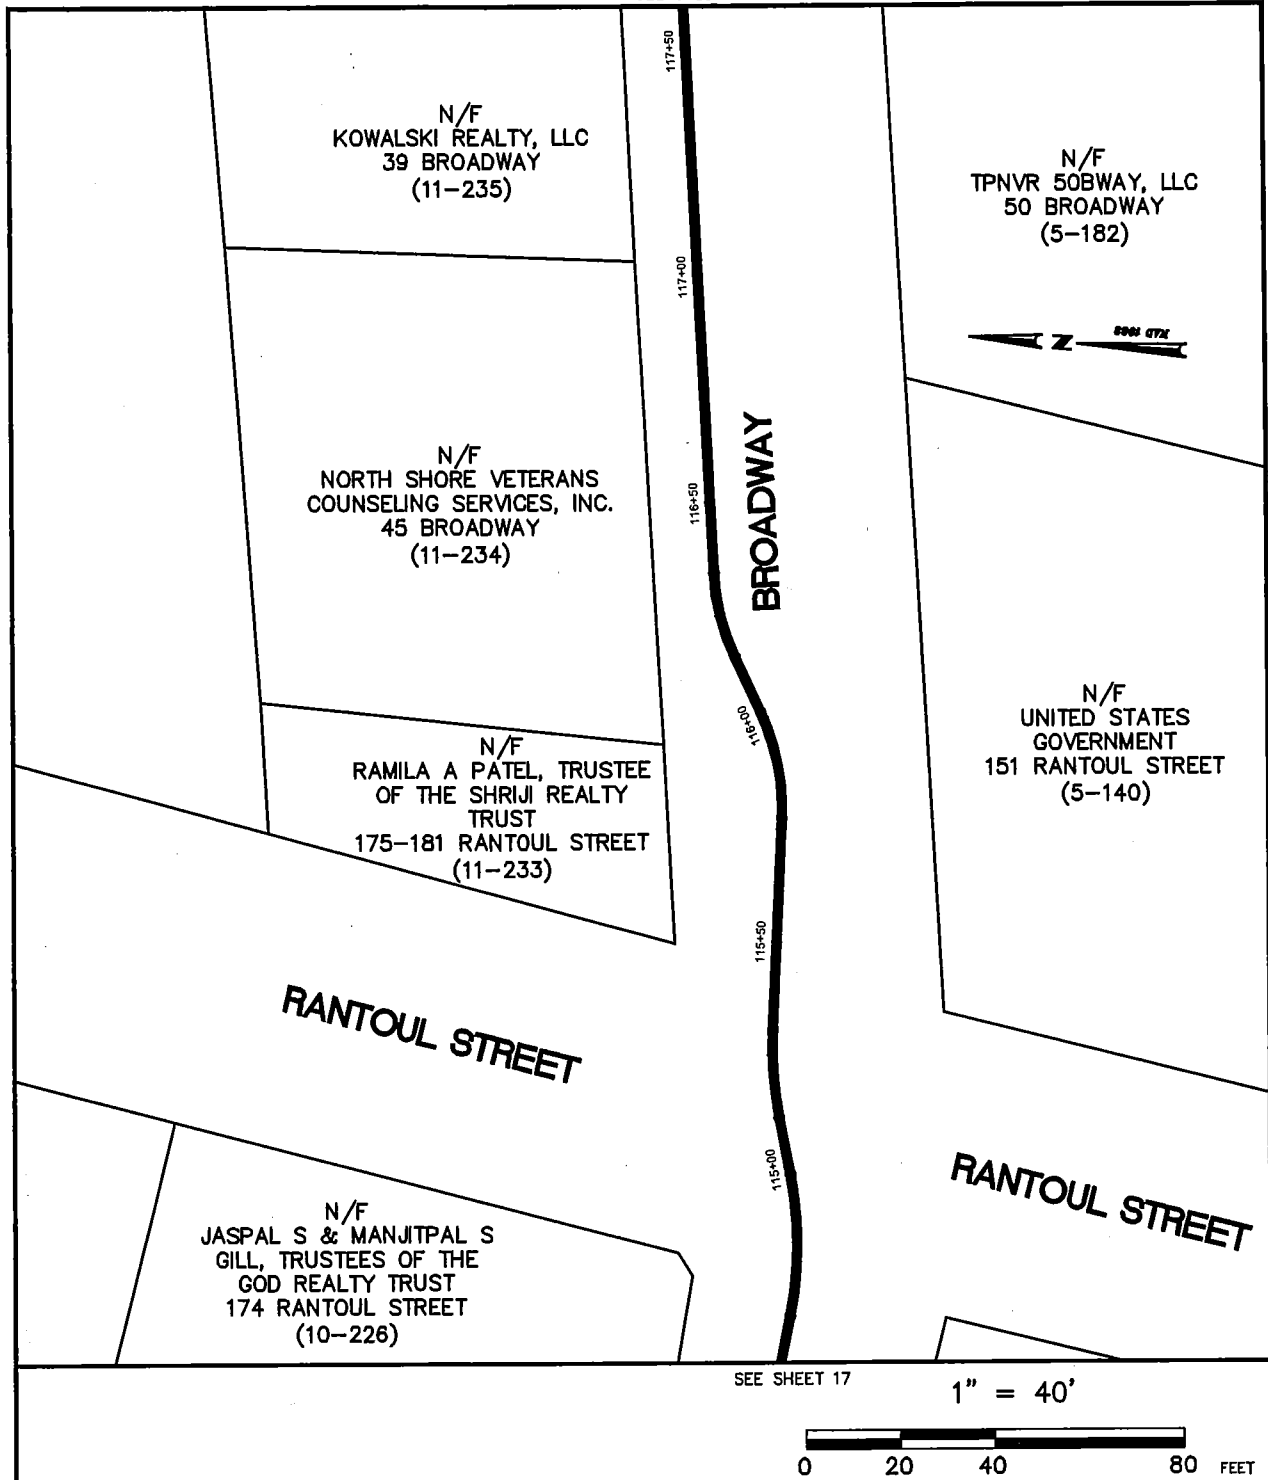 117+50
N/F
KOWALSKI REALTY, LLC
39 BROADWAY
(11-235)
N/F
TPNVR 50BWAY, LLC
50 BROADWAY
(5-182)
117+00
N
NAD 1983
N/F
NORTH SHORE VETERANS
COUNSELING SERVICES, INC.
45 BROADWAY
(11-234)
116+50
BROADWAY
N/F
UNITED STATES
GOVERNMENT
151 RANTOUL STREET
(5-140)
116+00
N/F
RAMILA A PATEL, TRUSTEE
OF THE SHRIJI REALTY
TRUST
175-181 RANTOUL STREET
(11-233)
115+50
RANTOUL STREET
115+00
RANTOUL STREET
N/F
JASPAL S & MANJITPAL S
GILL, TRUSTEES OF THE
GOD REALTY TRUST
174 RANTOUL STREET
(10-226)
SEE SHEET 17
1" = 40'
0 20 40 80 FEET